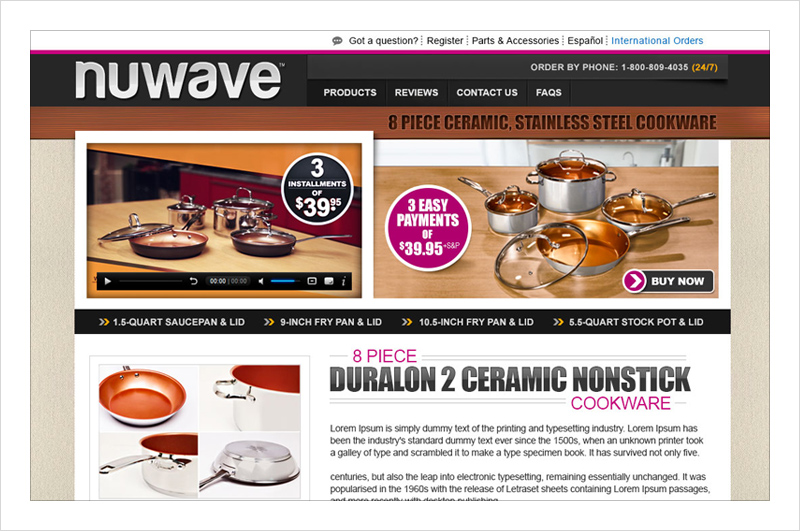 Got a question? Register Parts & Accessories Español International Orders
nuwave™
ORDER BY PHONE: 1-800-809-4035 (24/7)
PRODUCTS REVIEWS CONTACT US FAQS
8 PIECE CERAMIC, STAINLESS STEEL COOKWARE
3
INSTALLMENTS
OF
$39.95
3 EASY
PAYMENTS
OF
$39.95+S&P
00:00 | 00:00
BUY NOW
1.5-QUART SAUCEPAN & LID 9-INCH FRY PAN & LID 10.5-INCH FRY PAN & LID 5.5-QUART STOCK POT & LID
8 PIECE
DURALON 2 CERAMIC NONSTICK
COOKWARE
Lorem Ipsum is simply dummy text of the printing and typesetting industry. Lorem Ipsum has
been the industry's standard dummy text ever since the 1500s, when an unknown printer took
a galley of type and scrambled it to make a type specimen book. It has survived not only five.
centuries, but also the leap into electronic typesetting, remaining essentially unchanged. It was
popularised in the 1960s with the release of Letraset sheets containing Lorem Ipsum passages,
and more recently with desktop publishing